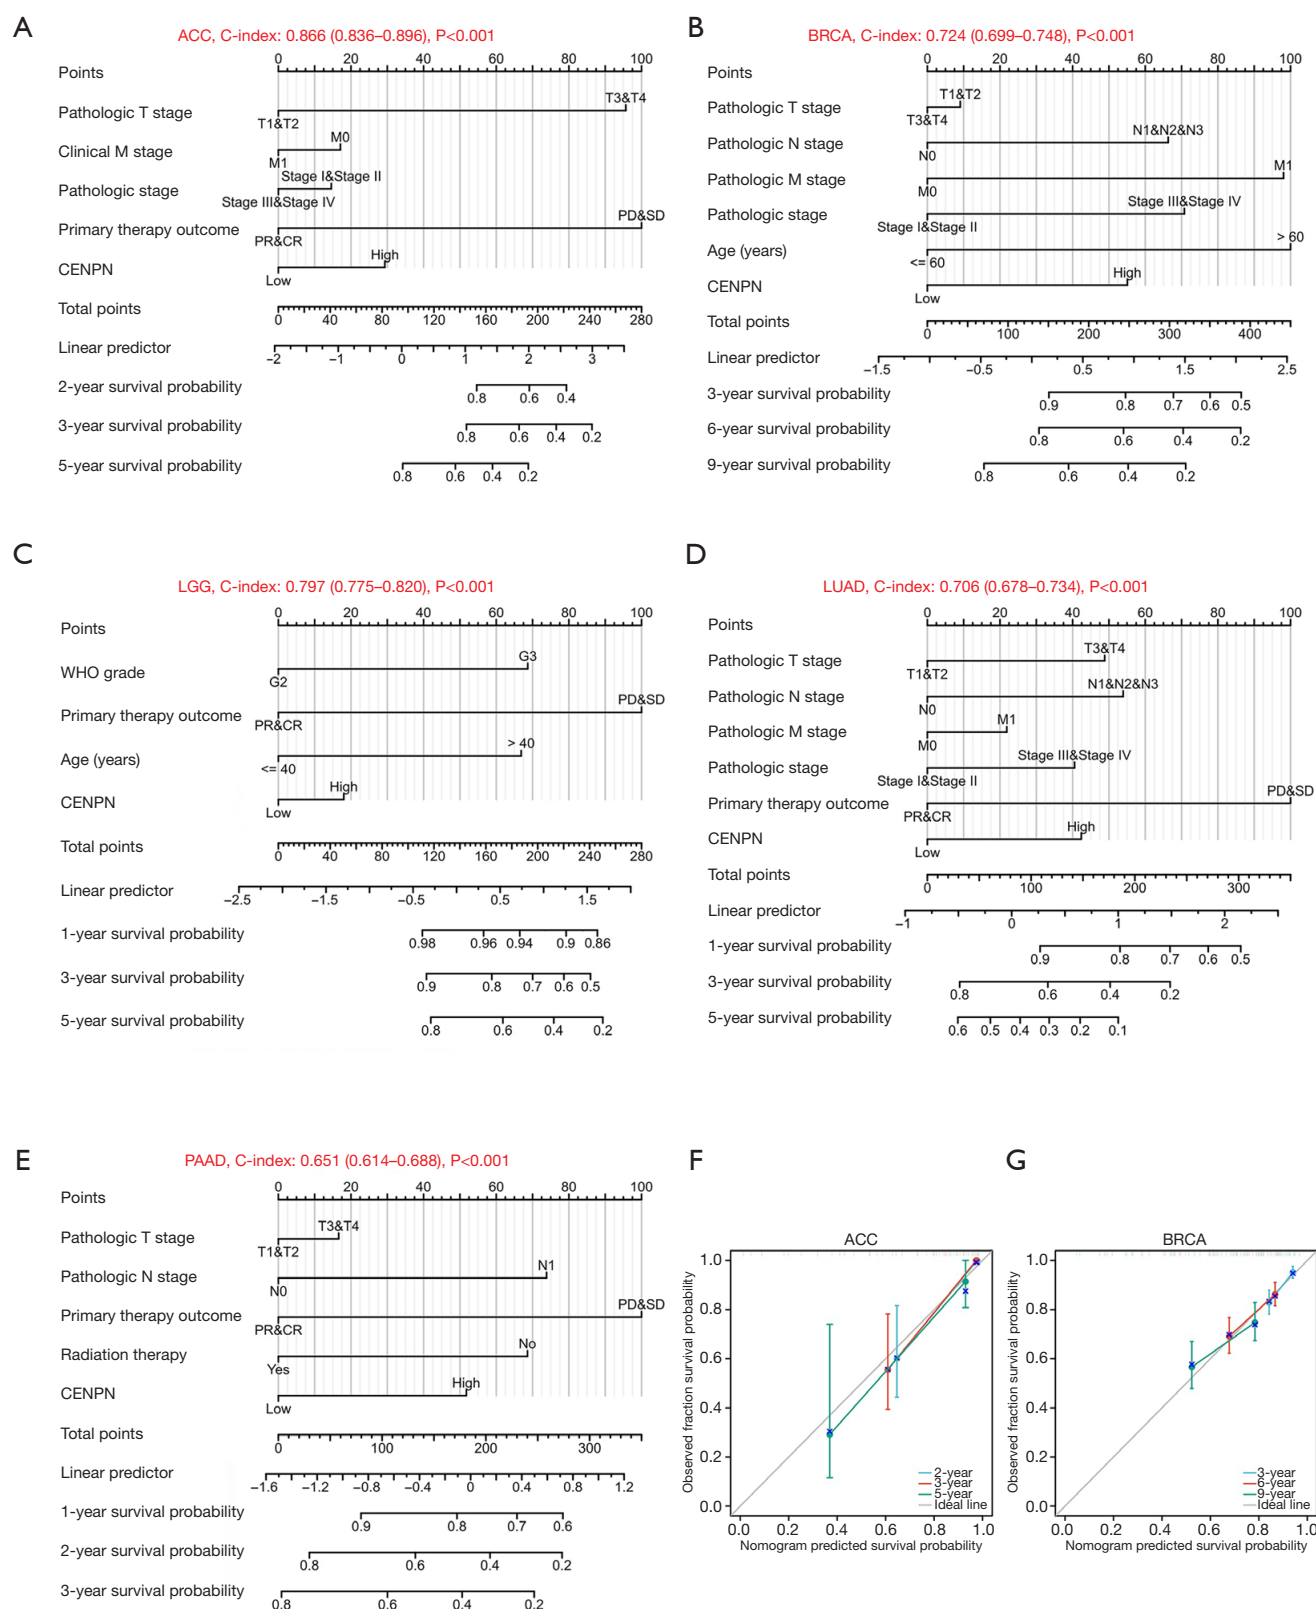 A
ACC, C-index: 0.866 (0.836–0.896), P<0.001
0 20 40 60 80 100
Points
T3&T4
Pathologic T stage
T1&T2
M0
Clinical M stage
M1
Stage I&Stage II
Pathologic stage
Stage III&Stage IV
PD&SD
Primary therapy outcome
PR&CR
High
CENPN
Low
Total points
0 40 80 120 160 200 240 280
Linear predictor
−2 −1 0 1 2 3
2-year survival probability
0.8 0.6 0.4
3-year survival probability
0.8 0.6 0.4 0.2
5-year survival probability
0.8 0.6 0.4 0.2
B
BRCA, C-index: 0.724 (0.699–0.748), P<0.001
0 20 40 60 80 100
Points
T1&T2
Pathologic T stage
T3&T4
N1&N2&N3
Pathologic N stage
N0
M1
Pathologic M stage
M0
Stage III&Stage IV
Pathologic stage
Stage I&Stage II
> 60
Age (years)
<= 60
High
CENPN
Low
Total points
0 100 200 300 400
Linear predictor
−1.5 −0.5 0.5 1.5 2.5
3-year survival probability
0.9 0.8 0.7 0.6 0.5
6-year survival probability
0.8 0.6 0.4 0.2
9-year survival probability
0.8 0.6 0.4 0.2
C
LGG, C-index: 0.797 (0.775–0.820), P<0.001
0 20 40 60 80 100
Points
G3
WHO grade
G2
PD&SD
Primary therapy outcome
PR&CR
> 40
Age (years)
<= 40
High
CENPN
Low
Total points
0 40 80 120 160 200 240 280
Linear predictor
−2.5 −1.5 −0.5 0.5 1.5
1-year survival probability
0.98 0.96 0.94 0.9 0.86
3-year survival probability
0.9 0.8 0.7 0.6 0.5
5-year survival probability
0.8 0.6 0.4 0.2
D
LUAD, C-index: 0.706 (0.678–0.734), P<0.001
0 20 40 60 80 100
Points
T3&T4
Pathologic T stage
T1&T2
N1&N2&N3
Pathologic N stage
N0
M1
Pathologic M stage
M0
Stage III&Stage IV
Pathologic stage
Stage I&Stage II
PD&SD
Primary therapy outcome
PR&CR
High
CENPN
Low
Total points
0 100 200 300
Linear predictor
−1 0 1 2
1-year survival probability
0.9 0.8 0.7 0.6 0.5
3-year survival probability
0.8 0.6 0.4 0.2
5-year survival probability
0.6 0.5 0.4 0.3 0.2 0.1
E
PAAD, C-index: 0.651 (0.614–0.688), P<0.001
0 20 40 60 80 100
Points
T3&T4
Pathologic T stage
T1&T2
N1
Pathologic N stage
N0
PD&SD
Primary therapy outcome
PR&CR
No
Radiation therapy
Yes
High
CENPN
Low
Total points
0 100 200 300
Linear predictor
−1.6 −1.2 −0.8 −0.4 0 0.4 0.8 1.2
1-year survival probability
0.9 0.8 0.7 0.6
2-year survival probability
0.8 0.6 0.4 0.2
3-year survival probability
0.8 0.6 0.4 0.2
F
ACC
Observed fraction survival probability
1.0
0.8
0.6
0.4
0.2
0.0
2-year
3-year
5-year
Ideal line
0.0 0.2 0.4 0.6 0.8 1.0
Nomogram predicted survival probability
G
BRCA
Observed fraction survival probability
1.0
0.8
0.6
0.4
0.2
0.0
3-year
6-year
9-year
Ideal line
0.0 0.2 0.4 0.6 0.8 1.0
Nomogram predicted survival probability